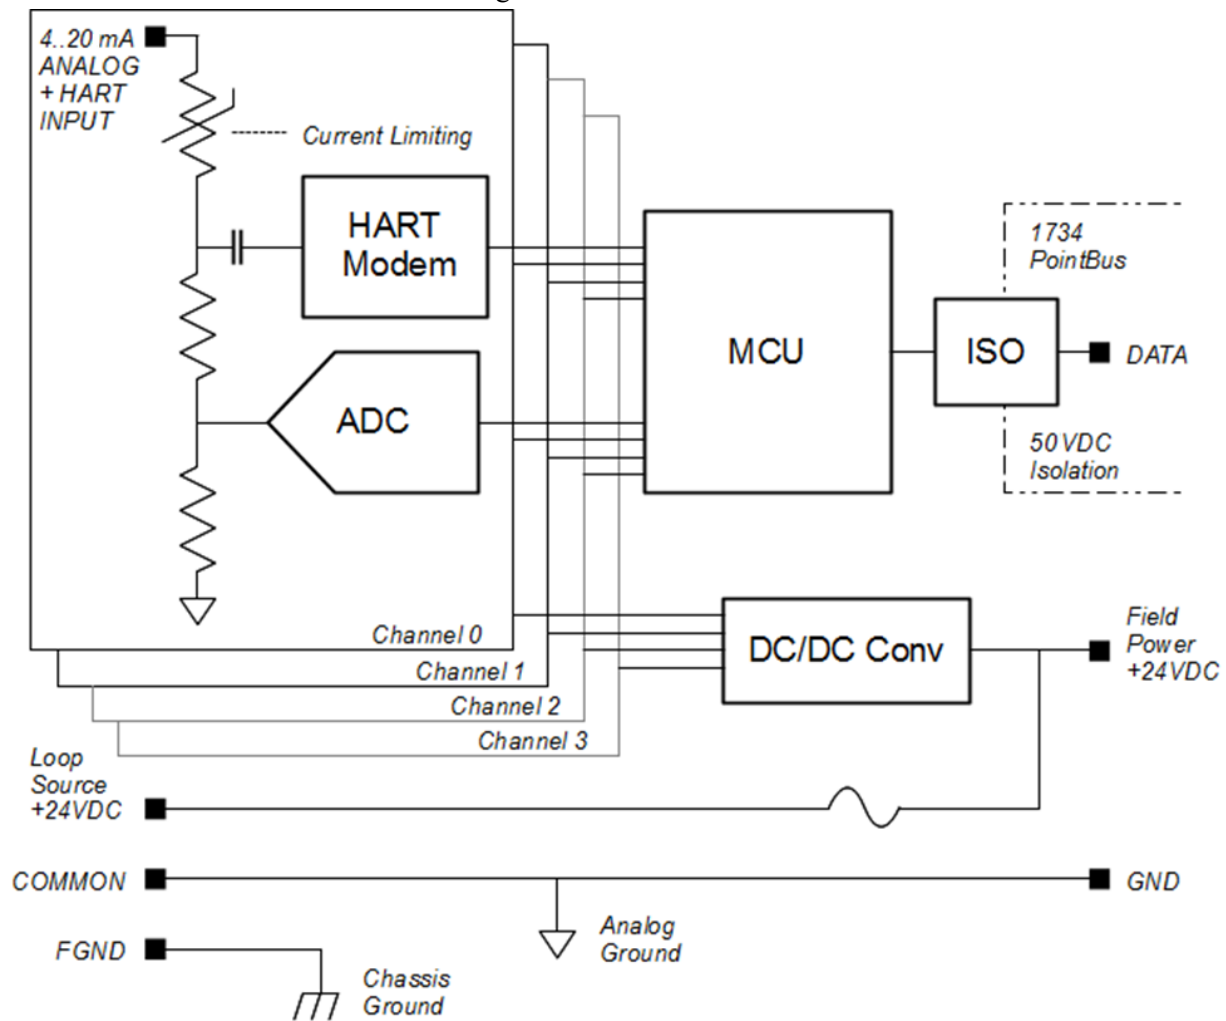 4..20 mA
ANALOG
+ HART
INPUT
Current Limiting
HART
Modem
ADC
MCU
1734
PointBus
ISO
DATA
50VDC
Isolation
Channel 0
Channel 1
Channel 2
Channel 3
DC/DC Conv
Field
Power
+24VDC
Loop
Source
+24VDC
COMMON
GND
Analog
Ground
FGND
Chassis
Ground